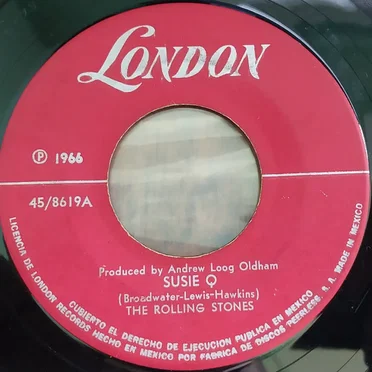 LONDON
℗ 1966
45/8619A
Produced by Andrew Loog Oldham
SUSIE Q
(Broadwater-Lewis-Hawkins)
THE ROLLING STONES
LICENCIA DE LONDON RECORDS HECHO EN MEXICO POR FABRICA DE DISCOS PEERLESS, S. A. MADE IN MEXICO
CUBIERTO EL DERECHO DE EJECUCION PUBLICA EN MEXICO